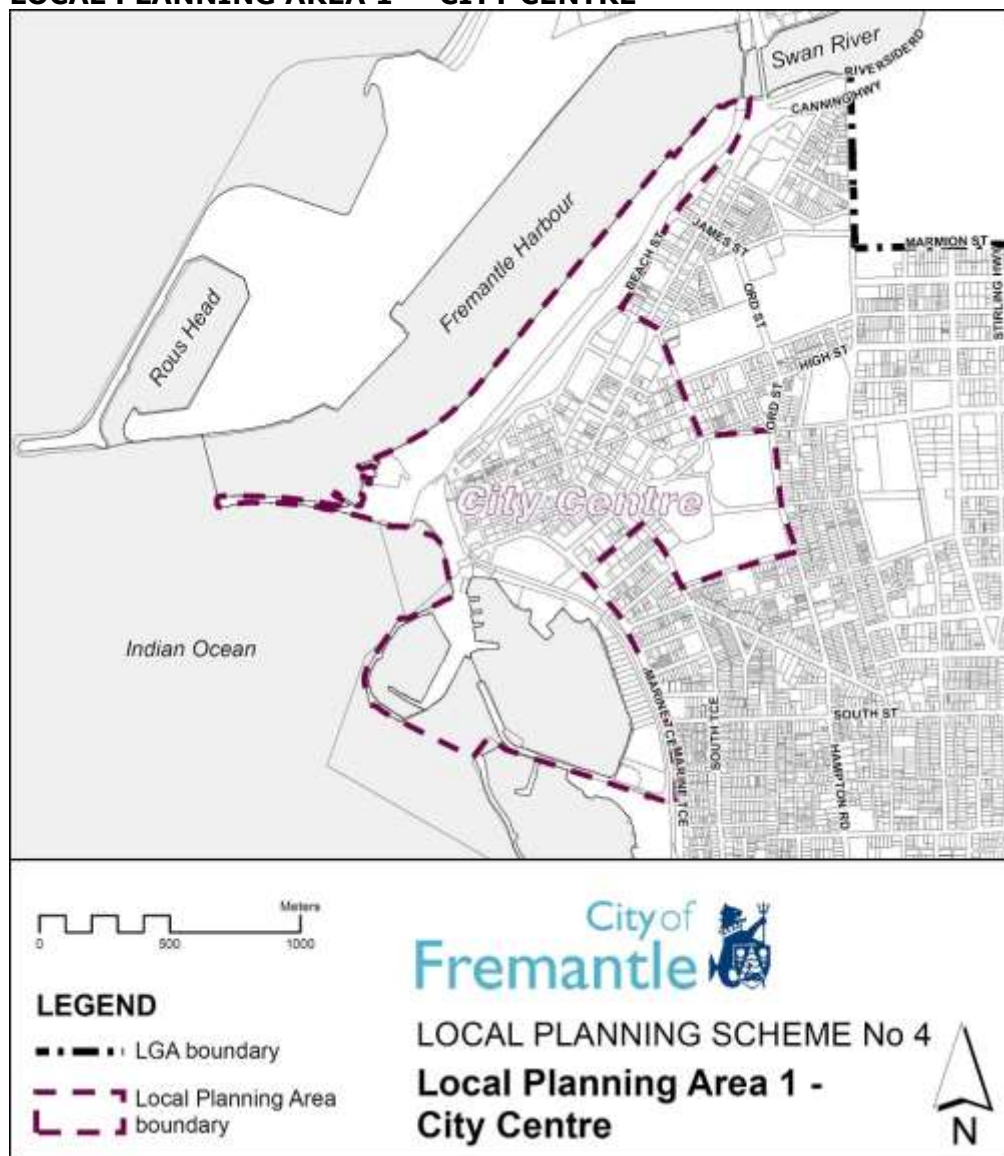 LOCAL PLANNING AREA 1 – CITY CENTRE
Swan River
RIVERSIDE RD
CANNING HWY
Fremantle Harbour
JAMES ST
BEACH ST
MARMION ST
STIRLING HWY
ORD ST
Rous Head
HIGH ST
ORD ST
City Centre
Indian Ocean
MARINE TCE
SOUTH TCE
SOUTH ST
MARINE TCE
HAMPTON RD
Meters
0 500 1000
LEGEND
LGA boundary
Local Planning Area
boundary
City of
Fremantle
LOCAL PLANNING SCHEME No 4
Local Planning Area 1 -
City Centre
N